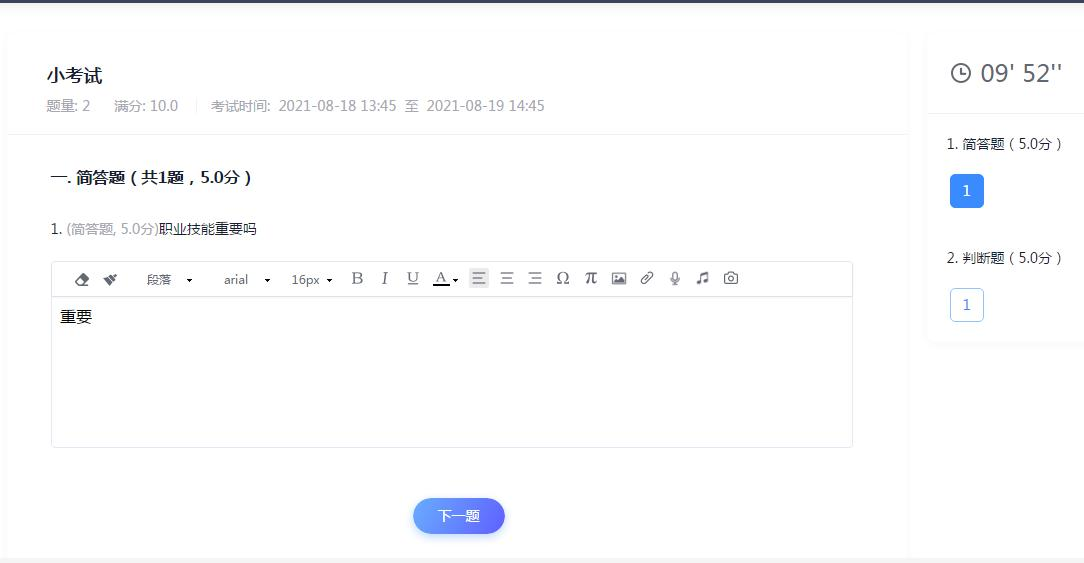 小考试
09' 52''
题量: 2 满分: 10.0 考试时间: 2021-08-18 13:45 至 2021-08-19 14:45
一. 简答题（共1题，5.0分）
1. (简答题, 5.0分)职业技能重要吗
段落 arial 16px B I U A Ω π
重要
下一题
1. 简答题（5.0分）
1
2. 判断题（5.0分）
1